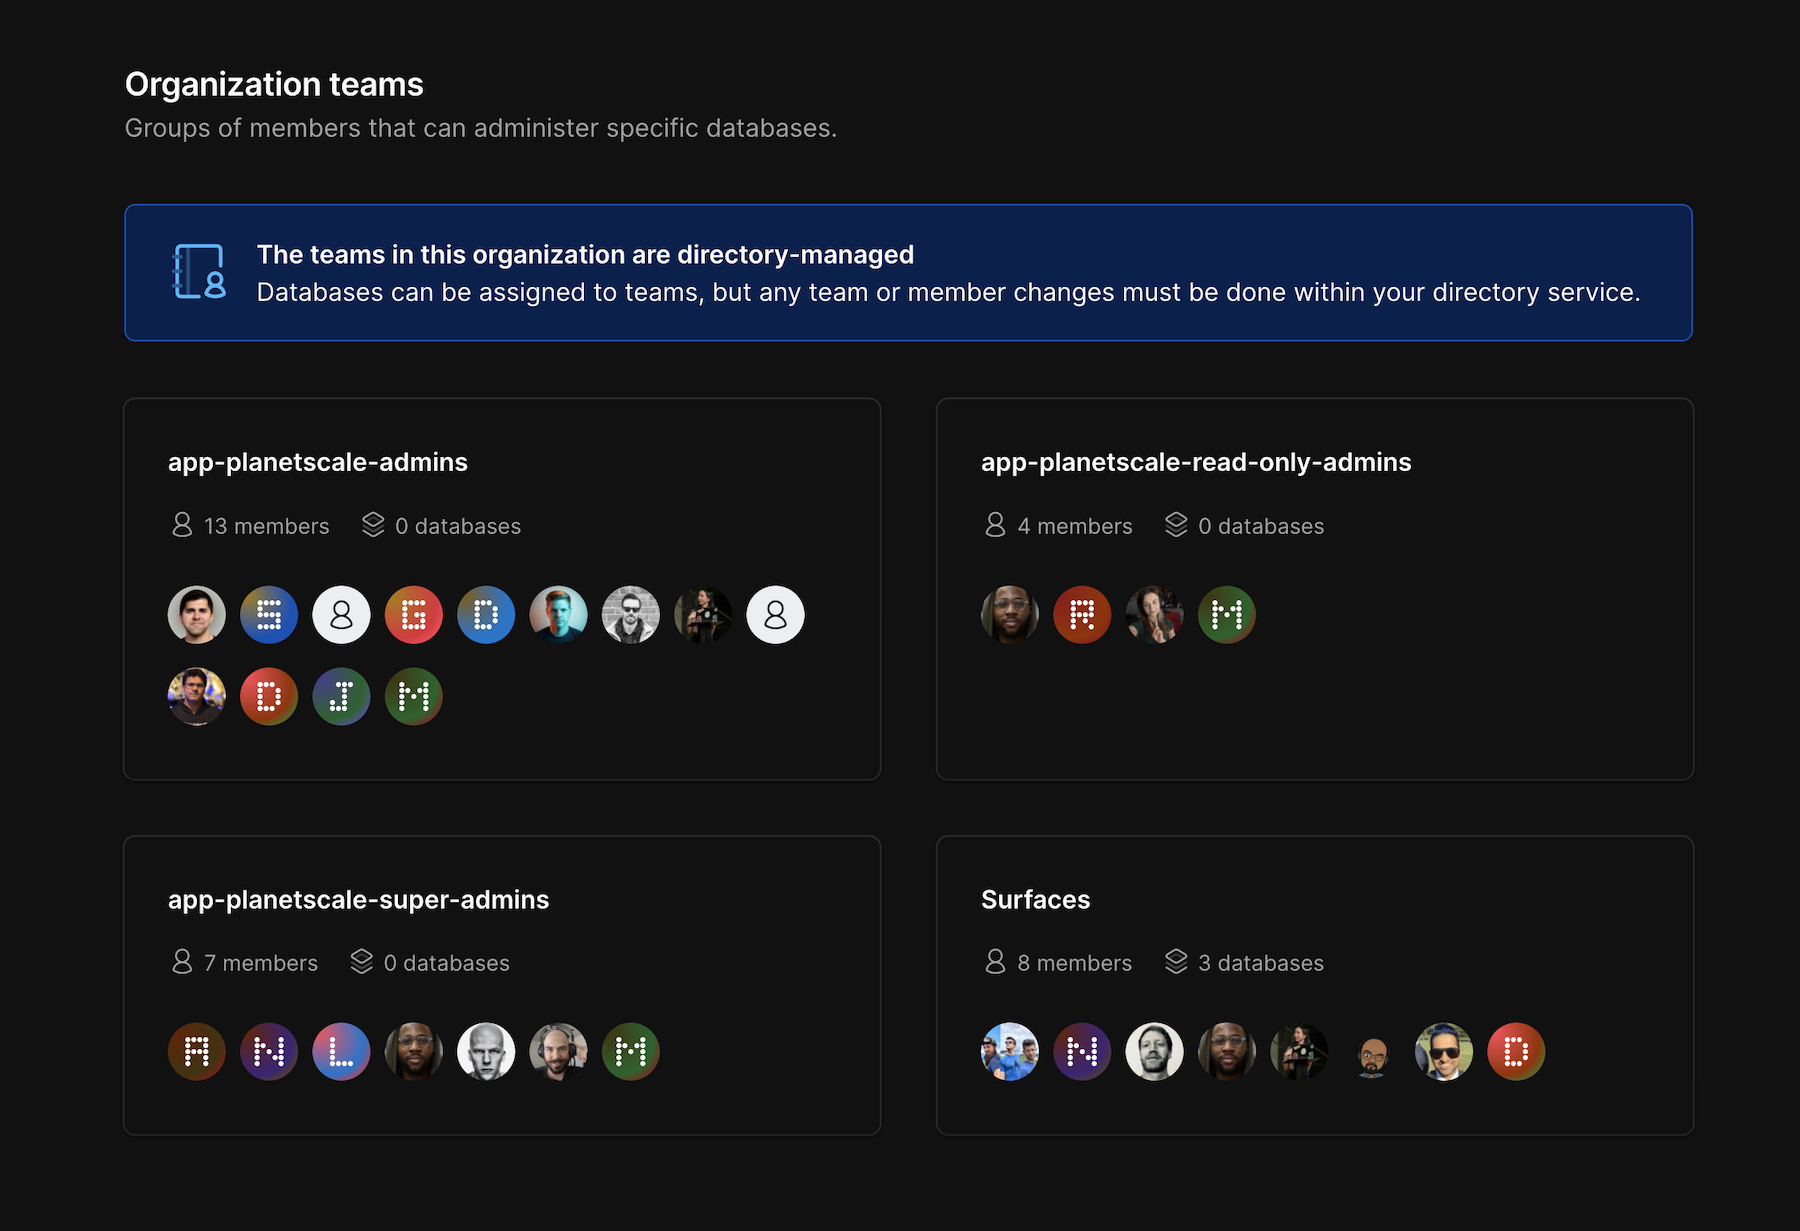 Organization teams
Groups of members that can administer specific databases.
The teams in this organization are directory-managed
Databases can be assigned to teams, but any team or member changes must be done within your directory service.
app-planetscale-admins
13 members 0 databases
S G D
D J M
app-planetscale-read-only-admins
4 members 0 databases
R M
app-planetscale-super-admins
7 members 0 databases
A N L M
Surfaces
8 members 3 databases
N D